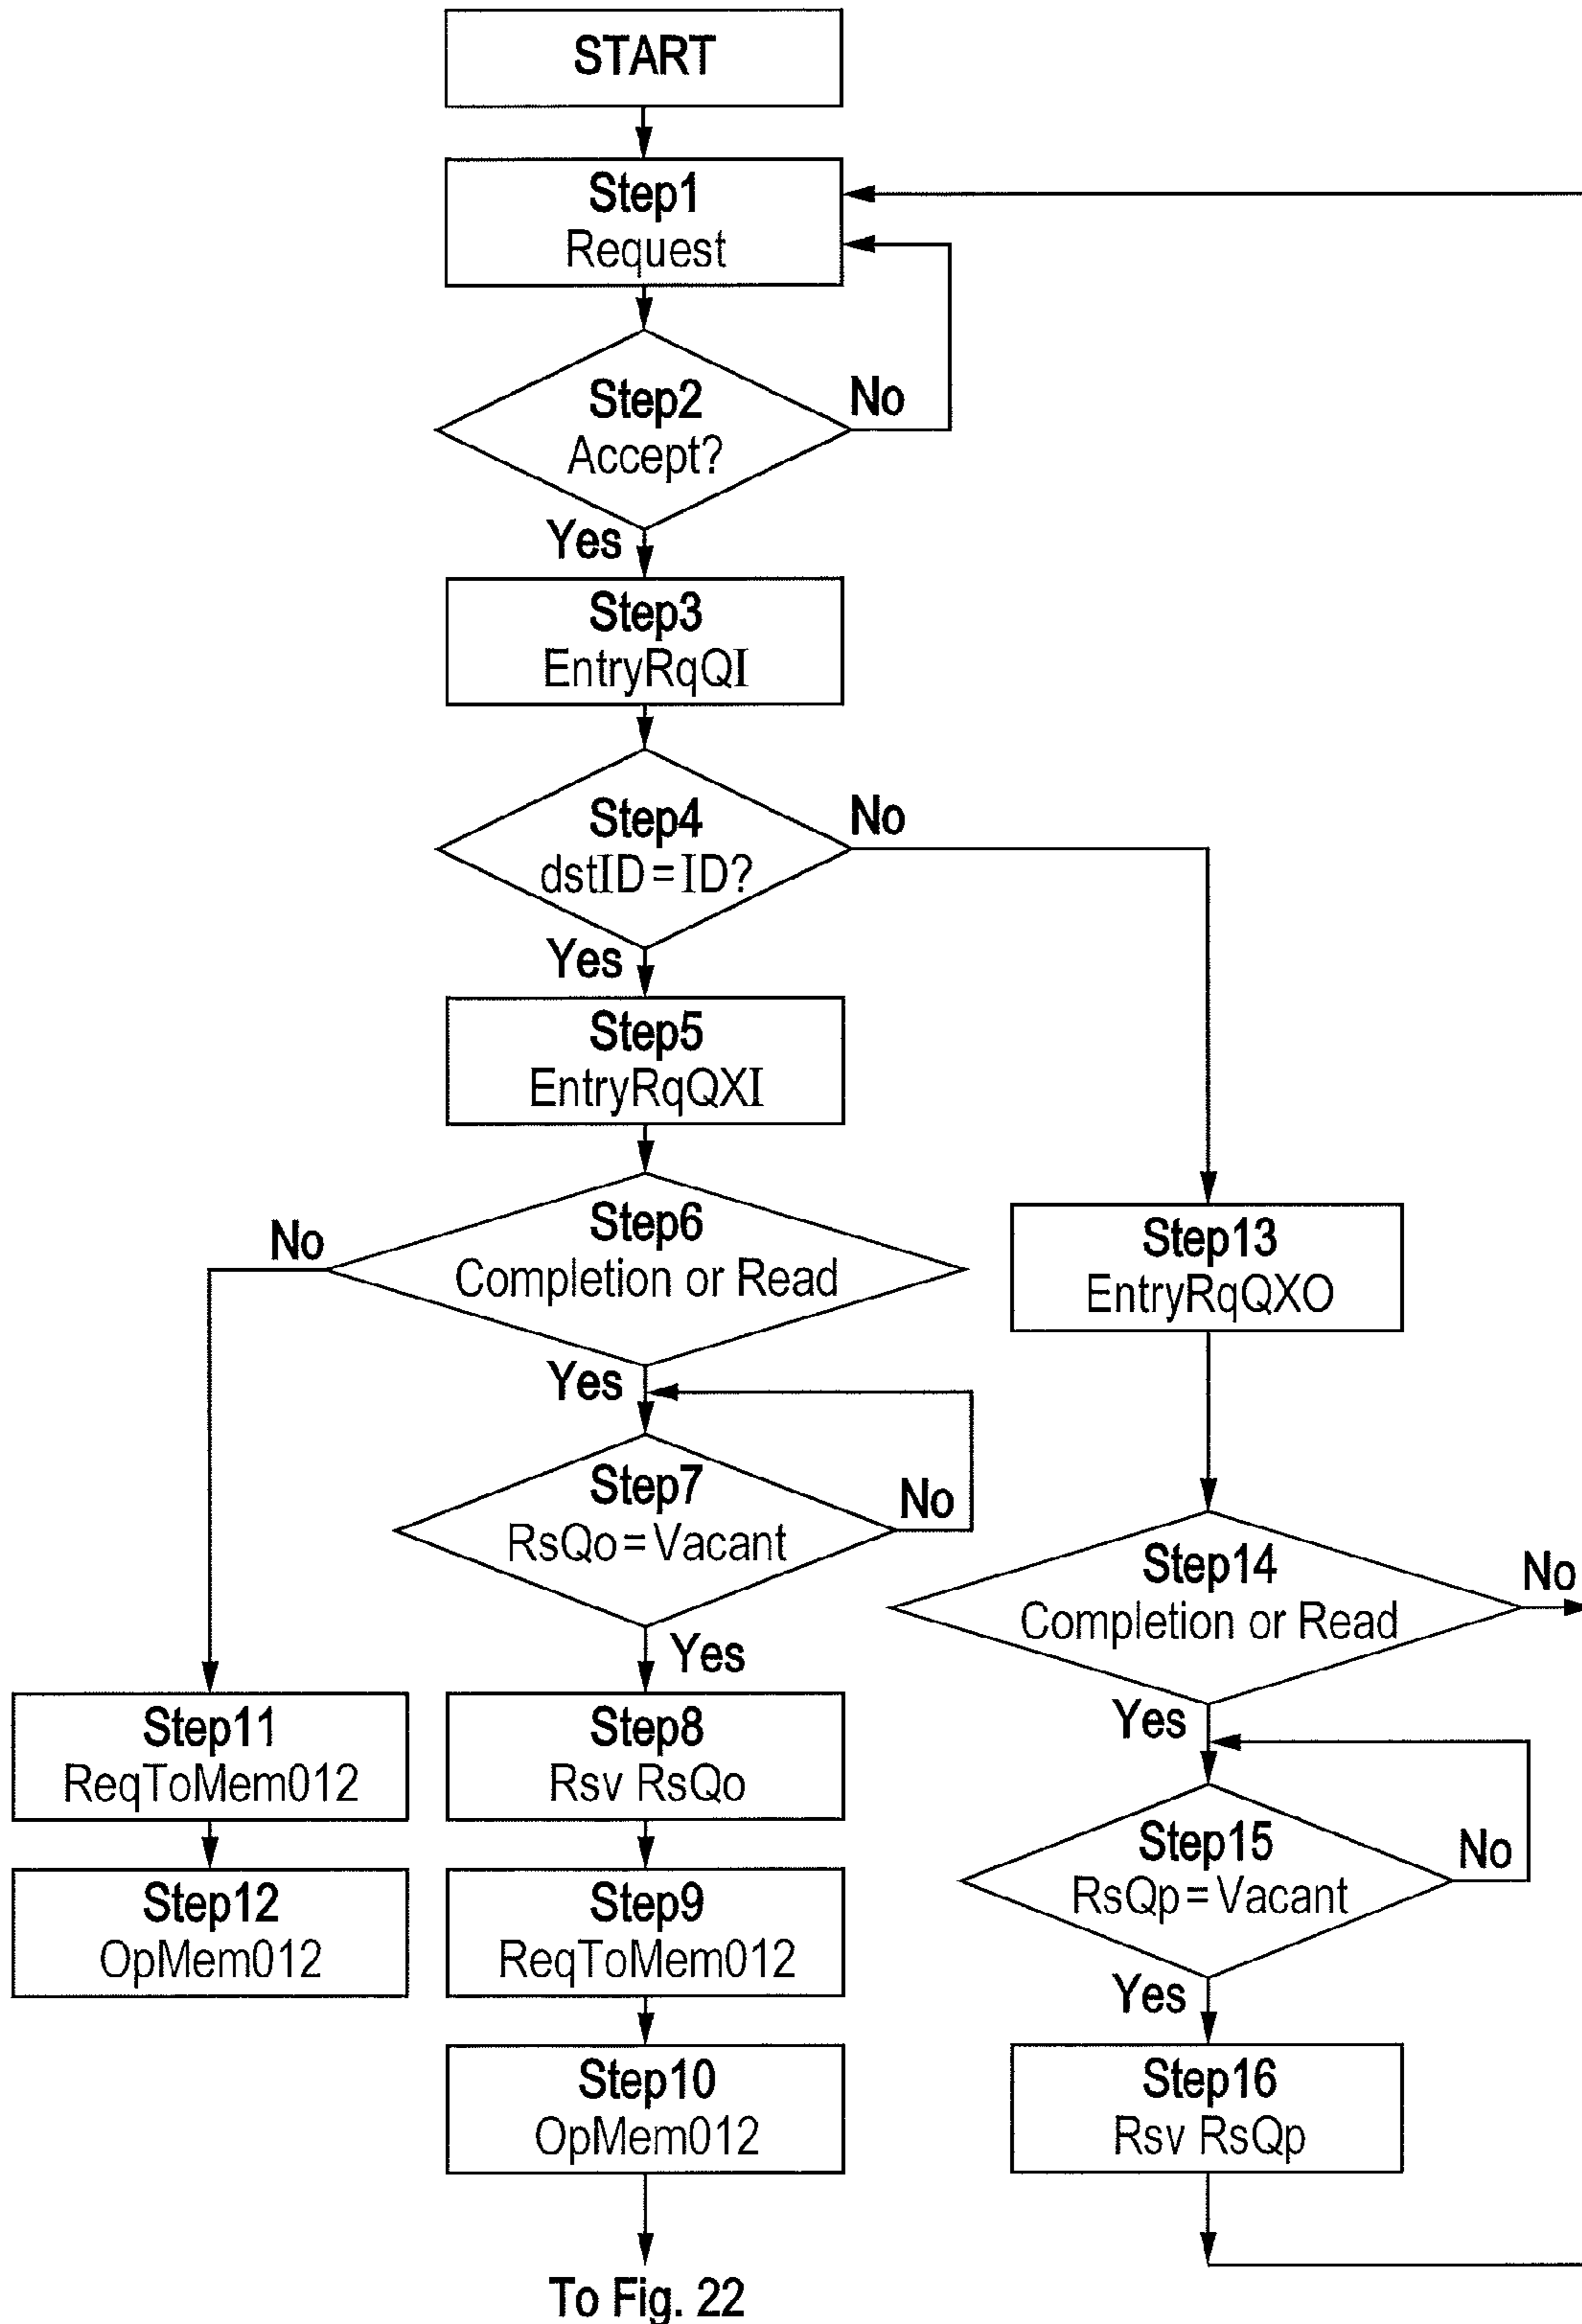 START
Step1
Request
Step2
Accept?
No
Yes
Step3
EntryRqQI
Step4
dstID=ID?
No
Yes
Step5
EntryRqQXI
Step6
Completion or Read
No
Yes
Step7
RsQo=Vacant
No
Yes
Step8
Rsv RsQo
Step9
ReqToMem012
Step10
OpMem012
To Fig. 22
Step11
ReqToMem012
Step12
OpMem012
Step13
EntryRqQXO
Step14
Completion or Read
No
Yes
Step15
RsQp=Vacant
No
Yes
Step16
Rsv RsQp